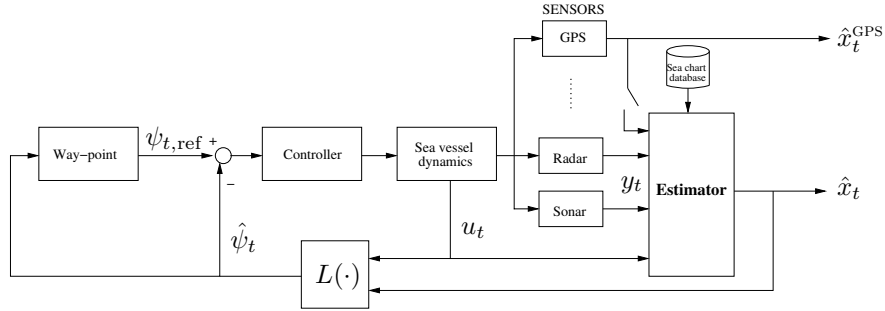 SENSORS
GPS
x̂_t^GPS
Sea chart
database
Way−point
ψ_{t,ref}
+
−
Controller
Sea vessel
dynamics
Radar
y_t
Sonar
Estimator
x̂_t
ψ̂_t
u_t
L(·)